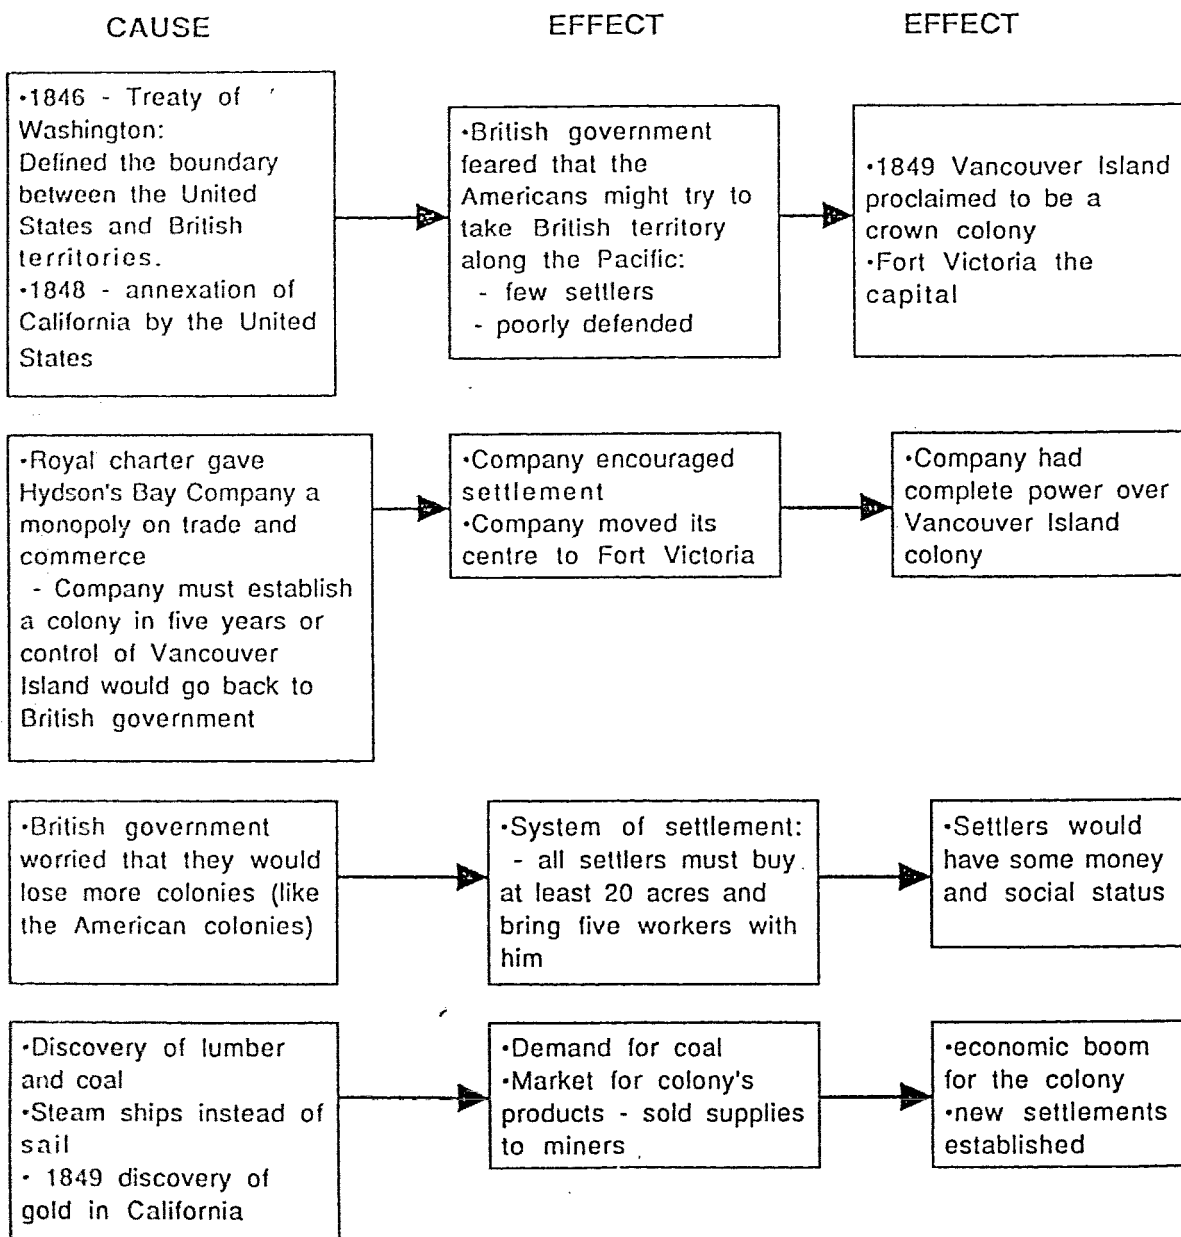 CAUSE
EFFECT
EFFECT
•1846 - Treaty of
Washington:
Defined the boundary
between the United
States and British
territories.
•1848 - annexation of
California by the United
States
•British government
feared that the
Americans might try to
take British territory
along the Pacific:
- few settlers
- poorly defended
•1849 Vancouver Island
proclaimed to be a
crown colony
•Fort Victoria the
capital
•Royal charter gave
Hydson's Bay Company a
monopoly on trade and
commerce
- Company must establish
a colony in five years or
control of Vancouver
Island would go back to
British government
•Company encouraged
settlement
•Company moved its
centre to Fort Victoria
•Company had
complete power over
Vancouver Island
colony
•British government
worried that they would
lose more colonies (like
the American colonies)
•System of settlement:
- all settlers must buy
at least 20 acres and
bring five workers with
him
•Settlers would
have some money
and social status
•Discovery of lumber
and coal
•Steam ships instead of
sail
• 1849 discovery of
gold in California
•Demand for coal
•Market for colony's
products - sold supplies
to miners
•economic boom
for the colony
•new settlements
established